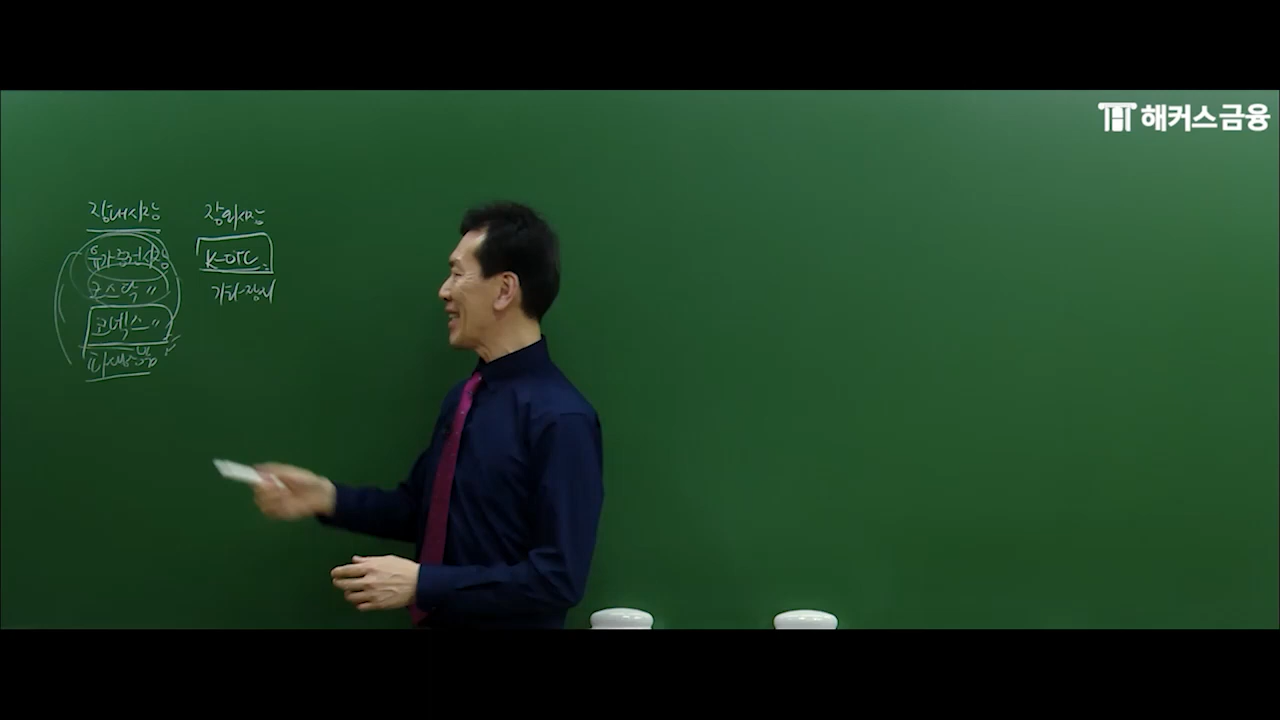 해커스금융
장내시장
유가증권시장
코스닥 〃
코넥스 〃
파생상품
장외시장
K-OTC
기타장외